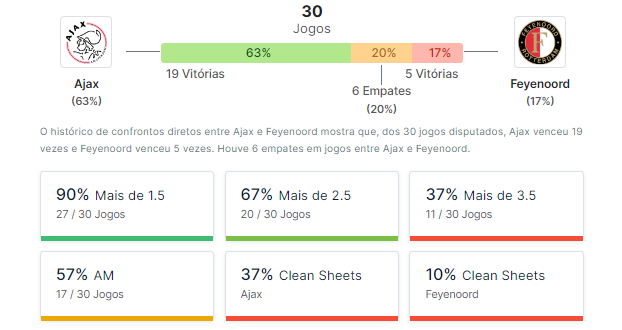 30
Jogos
AJAX
FEYENOORD
ROTTERDAM
63% 20% 17%
19 Vitórias 5 Vitórias
Ajax Feyenoord
6 Empates
(63%) (17%)
(20%)
O histórico de confrontos diretos entre Ajax e Feyenoord mostra que, dos 30 jogos disputados, Ajax venceu 19
vezes e Feyenoord venceu 5 vezes. Houve 6 empates em jogos entre Ajax e Feyenoord.
90% Mais de 1.5 67% Mais de 2.5 37% Mais de 3.5
27 / 30 Jogos 20 / 30 Jogos 11 / 30 Jogos
57% AM 37% Clean Sheets 10% Clean Sheets
17 / 30 Jogos Ajax Feyenoord